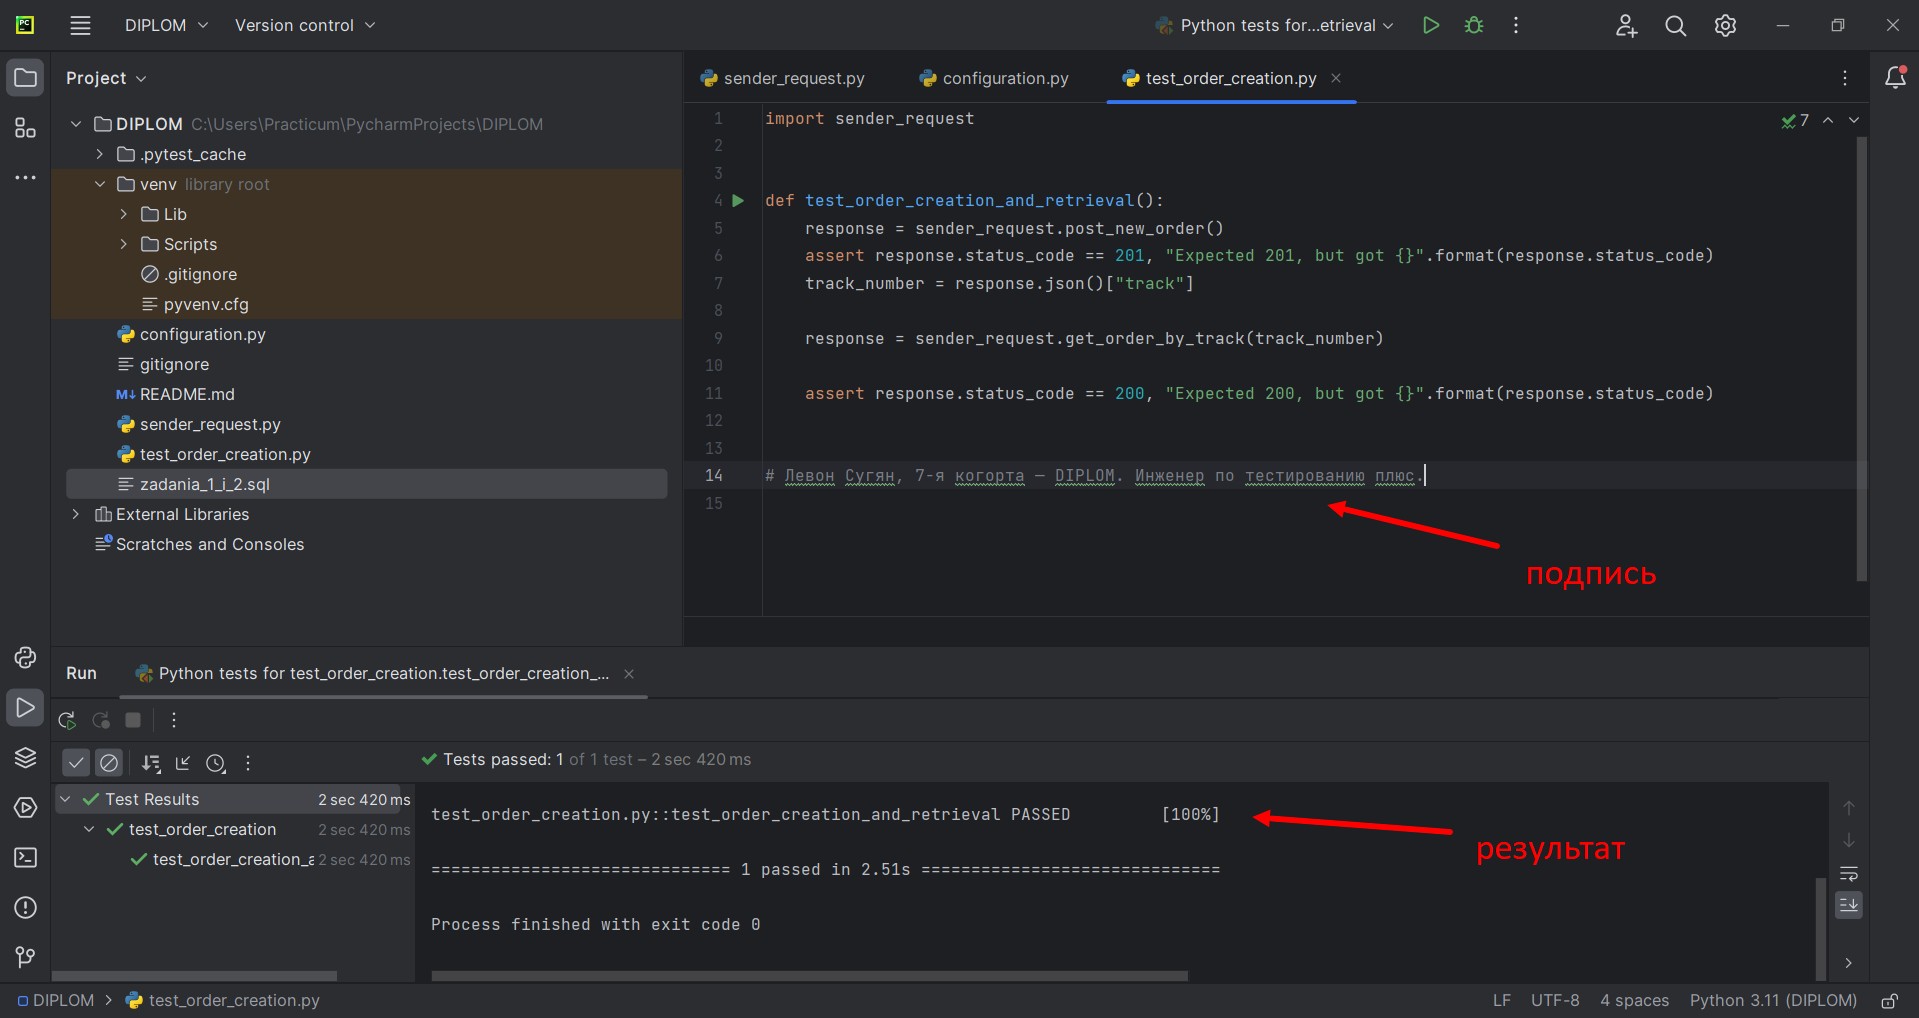 DIPLOM
Version control
Python tests for...etrieval
Project
sender_request.py
configuration.py
test_order_creation.py
DIPLOM C:\Users\Practicum\PycharmProjects\DIPLOM
.pytest_cache
venv library root
Lib
Scripts
.gitignore
pyvenv.cfg
configuration.py
gitignore
M↓ README.md
sender_request.py
test_order_creation.py
zadania_1_i_2.sql
External Libraries
Scratches and Consoles
7
1 import sender_request
2
3
4 def test_order_creation_and_retrieval():
5 response = sender_request.post_new_order()
6 assert response.status_code == 201, "Expected 201, but got {}".format(response.status_code)
7 track_number = response.json()["track"]
8
9 response = sender_request.get_order_by_track(track_number)
10
11 assert response.status_code == 200, "Expected 200, but got {}".format(response.status_code)
12
13
14 # Левон Сугян, 7-я когорта — DIPLOM. Инженер по тестированию плюс.
15
подпись
Run
Python tests for test_order_creation.test_order_creation_...
Tests passed: 1 of 1 test – 2 sec 420 ms
Test Results 2 sec 420 ms
test_order_creation 2 sec 420 ms
test_order_creation_a 2 sec 420 ms
test_order_creation.py::test_order_creation_and_retrieval PASSED [100%]
============================== 1 passed in 2.51s ==============================
Process finished with exit code 0
результат
DIPLOM > test_order_creation.py
LF UTF-8 4 spaces Python 3.11 (DIPLOM)